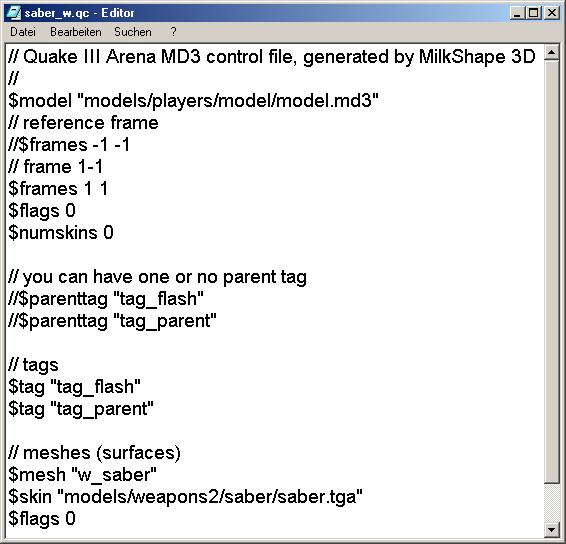 saber_w.qc - Editor
Datei Bearbeiten Suchen ?
// Quake III Arena MD3 control file, generated by MilkShape 3D
//
$model "models/players/model/model.md3"
// reference frame
//$frames -1 -1
// frame 1-1
$frames 1 1
$flags 0
$numskins 0
// you can have one or no parent tag
//$parenttag "tag_flash"
//$parenttag "tag_parent"
// tags
$tag "tag_flash"
$tag "tag_parent"
// meshes (surfaces)
$mesh "w_saber"
$skin "models/weapons2/saber/saber.tga"
$flags 0